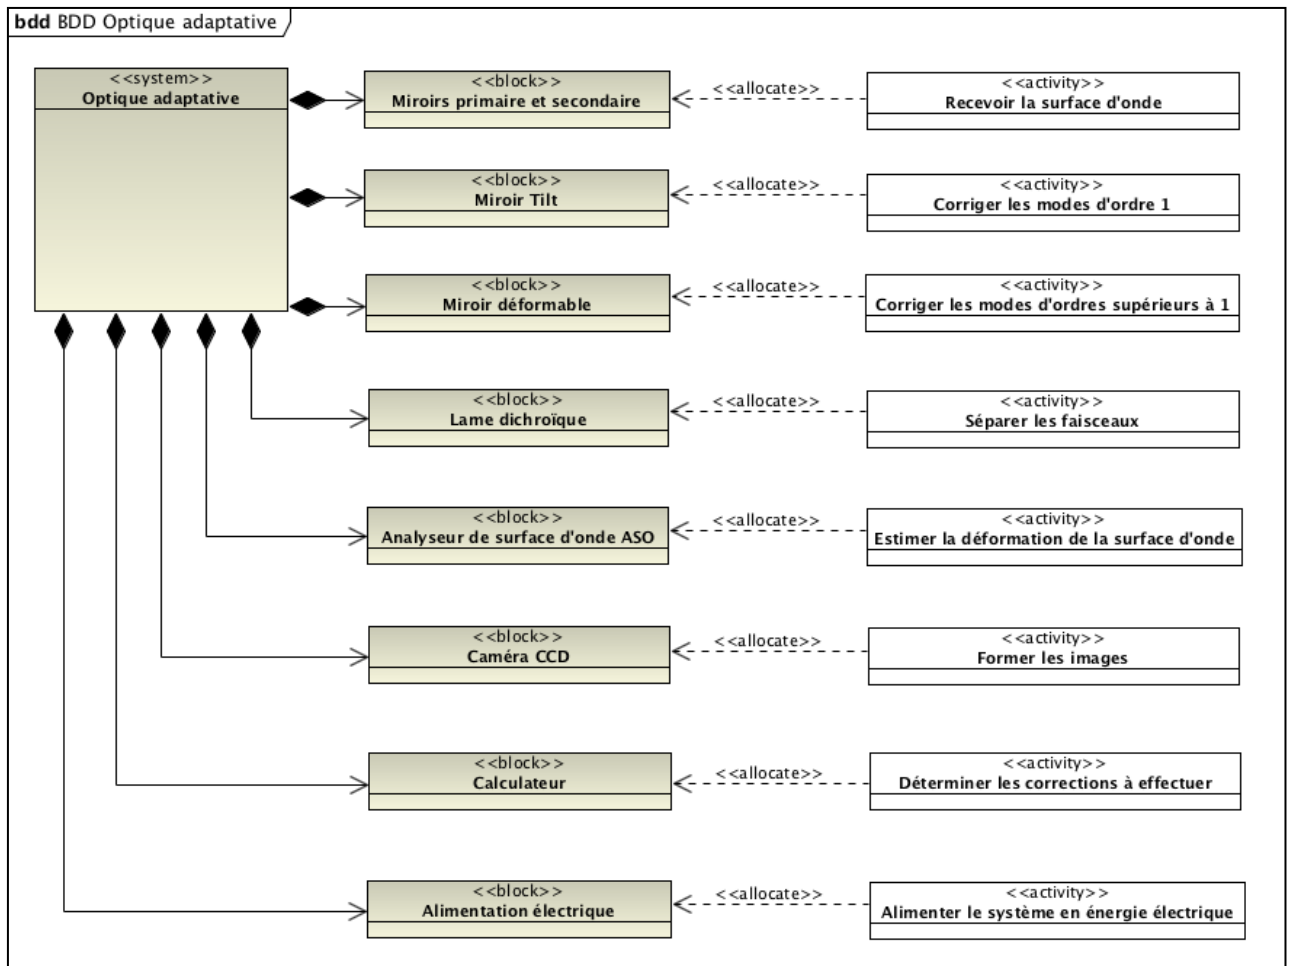 bdd BDD Optique adaptative
<<system>>
Optique adaptative
<<block>>
Miroirs primaire et secondaire
<<allocate>>
<<activity>>
Recevoir la surface d'onde
<<block>>
Miroir Tilt
<<allocate>>
<<activity>>
Corriger les modes d'ordre 1
<<block>>
Miroir déformable
<<allocate>>
<<activity>>
Corriger les modes d'ordres supérieurs à 1
<<block>>
Lame dichroïque
<<allocate>>
<<activity>>
Séparer les faisceaux
<<block>>
Analyseur de surface d'onde ASO
<<allocate>>
<<activity>>
Estimer la déformation de la surface d'onde
<<block>>
Caméra CCD
<<allocate>>
<<activity>>
Former les images
<<block>>
Calculateur
<<allocate>>
<<activity>>
Déterminer les corrections à effectuer
<<block>>
Alimentation électrique
<<allocate>>
<<activity>>
Alimenter le système en énergie électrique